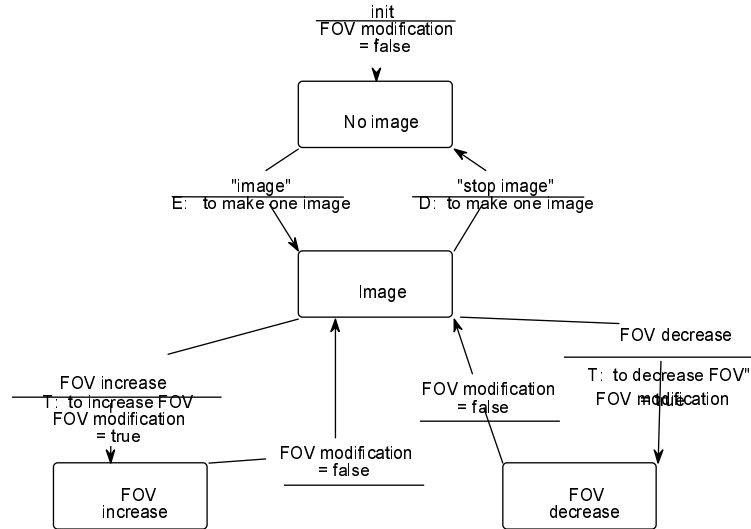 init
FOV modification
= false
No image
"image"
E: to make one image
"stop image"
D: to make one image
Image
FOV increase
T: to increase FOV
FOV modification
= true
FOV modification
= false
FOV decrease
T: to decrease FOV"
FOV modification
= true
FOV modification
= false
FOV
increase
FOV
decrease